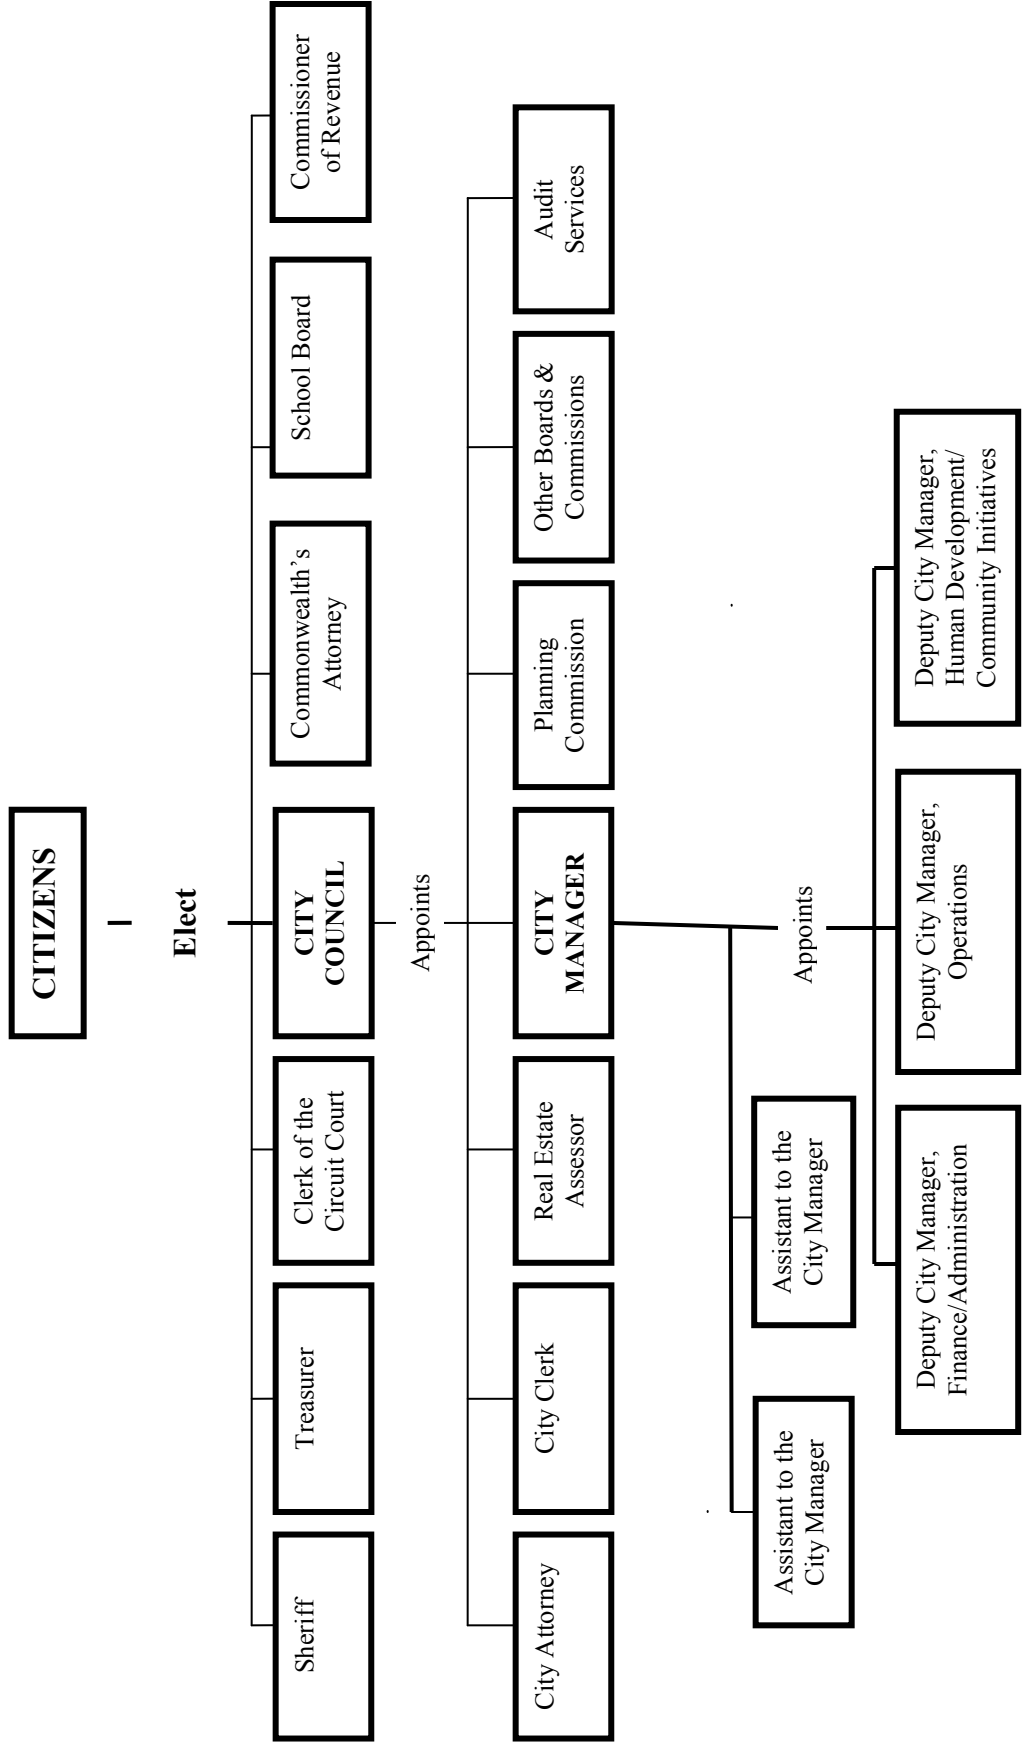 CITIZENS
Elect
Sheriff
Treasurer
Clerk of the
Circuit Court
CITY
COUNCIL
Commonwealth's
Attorney
School Board
Commissioner
of Revenue
Appoints
City Attorney
City Clerk
Real Estate
Assessor
CITY
MANAGER
Planning
Commission
Other Boards &
Commissions
Audit
Services
Assistant to the
City Manager
Assistant to the
City Manager
Appoints
Deputy City Manager,
Finance/Administration
Deputy City Manager,
Operations
Deputy City Manager,
Human Development/
Community Initiatives